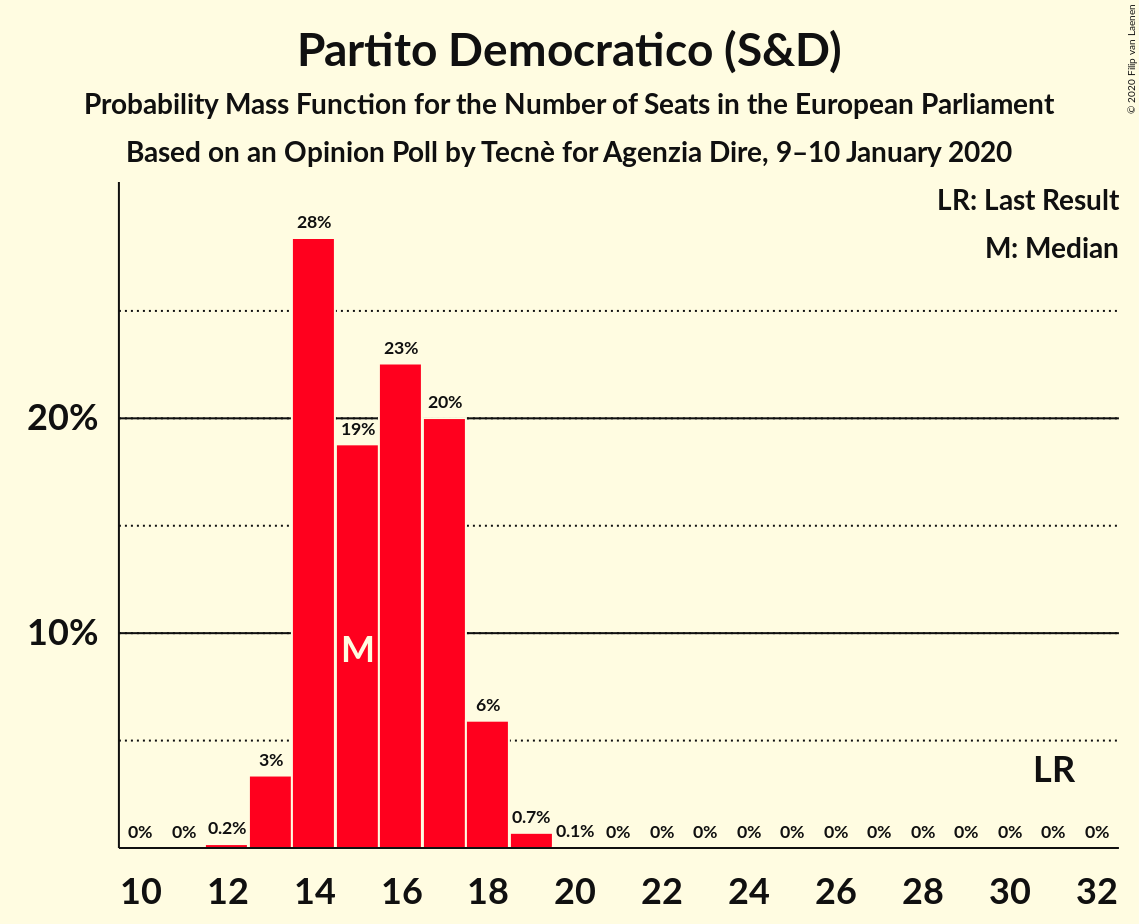 Partito Democratico (S&D)
Probability Mass Function for the Number of Seats in the European Parliament
Based on an Opinion Poll by Tecnè for Agenzia Dire, 9–10 January 2020
© 2020 Filip van Laenen
LR: Last Result
M: Median
28%
23%
20%
20%
19%
10%
M
6%
3%
LR
0% 0% 0.2% 0.7% 0.1% 0% 0% 0% 0% 0% 0% 0% 0% 0% 0% 0% 0%
10 12 14 16 18 20 22 24 26 28 30 32